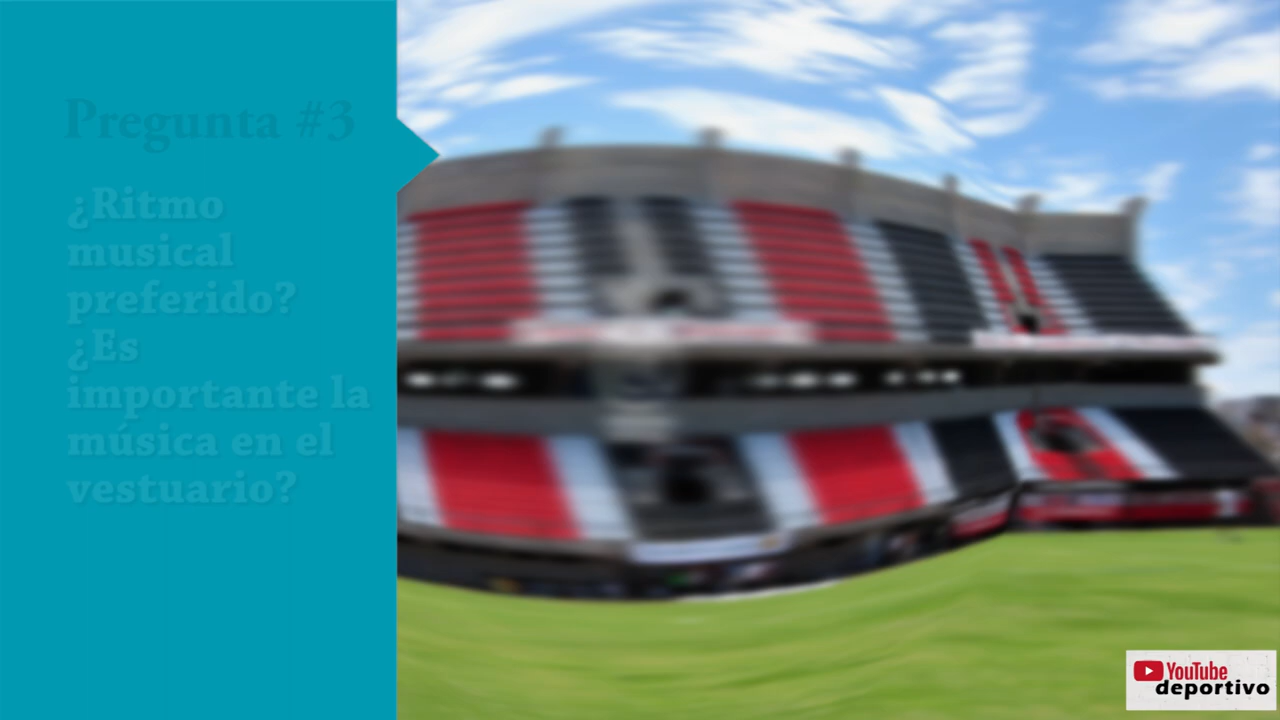 Pregunta #3
¿Ritmo
musical
preferido?
¿Es
importante la
música en el
vestuario?
YouTube
deportivo